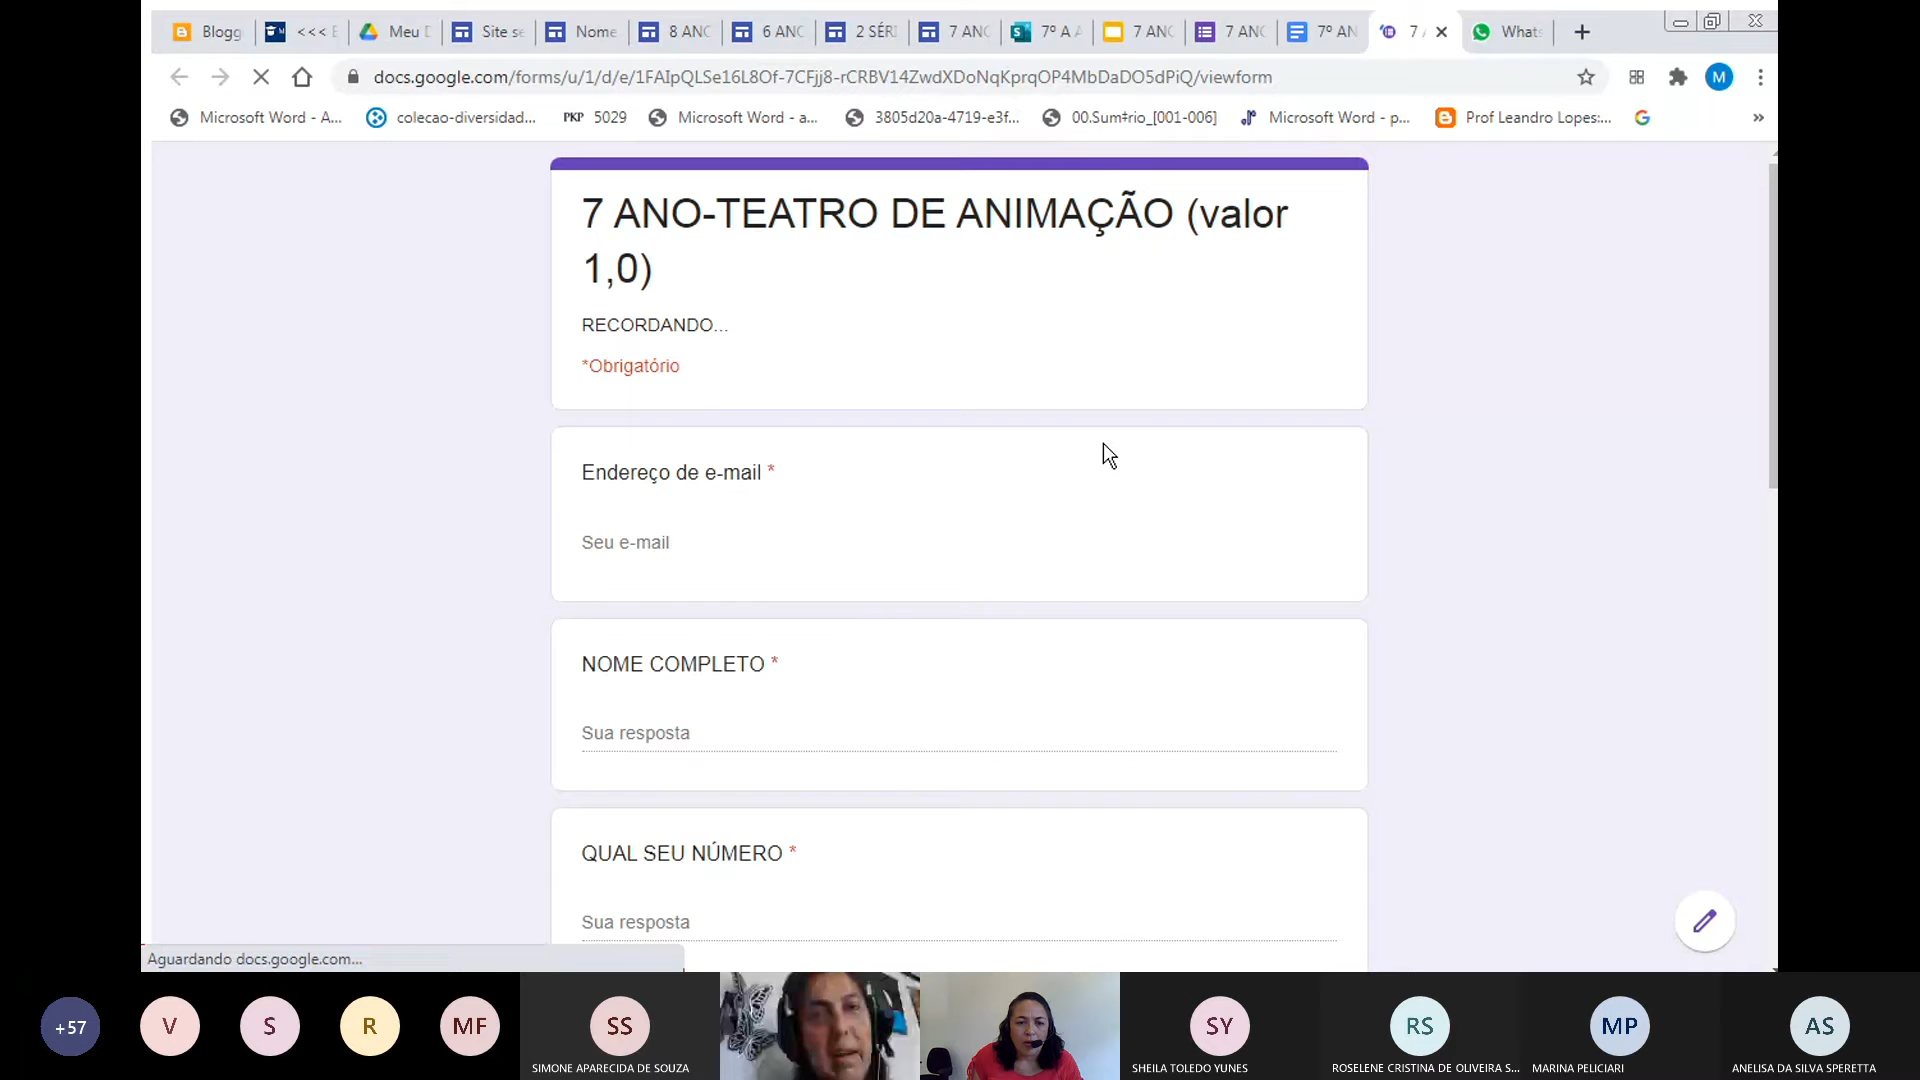 Blogg
<<< E
Meu D
Site se
Nome
8 ANO
6 ANO
2 SÉRI
7 ANO
7º A A
7 ANO
7 ANO
7º AN
7 A
What:
docs.google.com/forms/u/1/d/e/1FAIpQLSe16L8Of-7CFjj8-rCRBV14ZwdXDoNqKprqOP4MbDaDO5dPiQ/viewform
M
Microsoft Word - A...
colecao-diversidad...
PKP 5029
Microsoft Word - a...
3805d20a-4719-e3f...
00.Sum‡rio_[001-006]
Microsoft Word - p...
Prof Leandro Lopes:...
»
7 ANO-TEATRO DE ANIMAÇÃO (valor
1,0)
RECORDANDO...
*Obrigatório
Endereço de e-mail *
Seu e-mail
NOME COMPLETO *
Sua resposta
QUAL SEU NÚMERO *
Sua resposta
Aguardando docs.google.com...
+57
V
S
R
MF
SS
SIMONE APARECIDA DE SOUZA
SY
SHEILA TOLEDO YUNES
RS
ROSELENE CRISTINA DE OLIVEIRA S...
MP
MARINA PELICIARI
AS
ANELISA DA SILVA SPERETTA